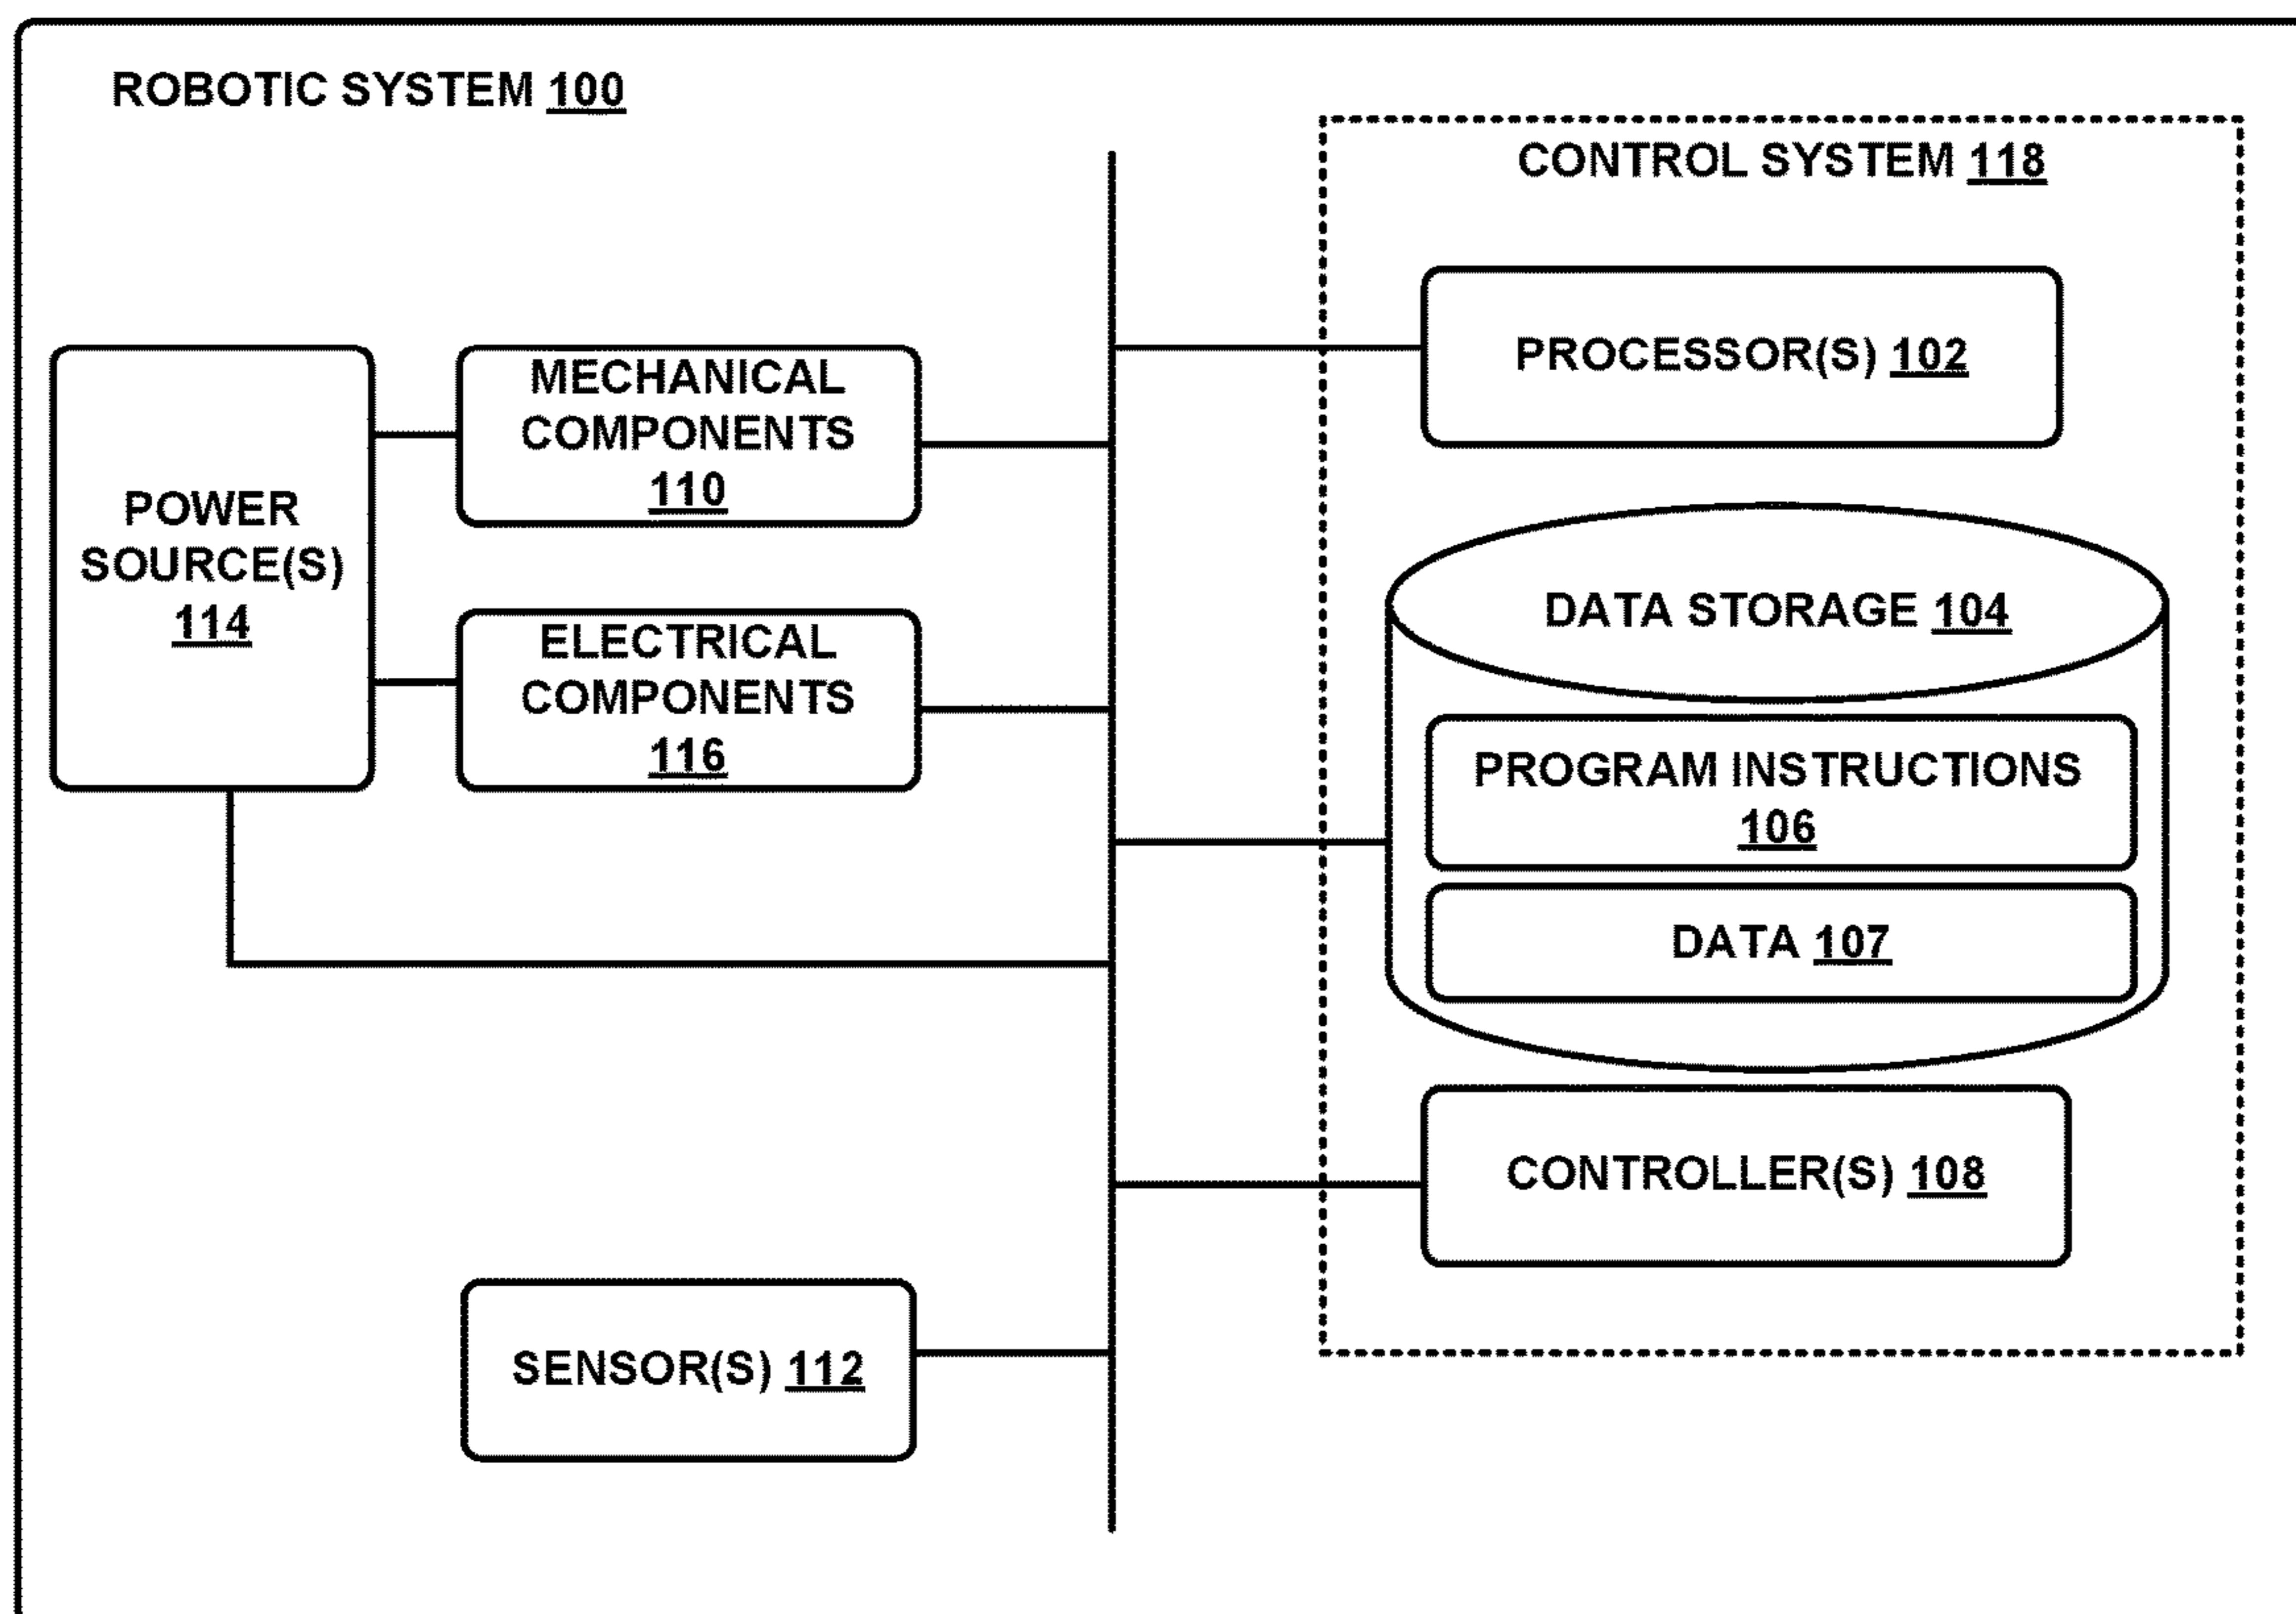 ROBOTIC SYSTEM 100
CONTROL SYSTEM 118
PROCESSOR(S) 102
MECHANICAL
COMPONENTS
110
POWER
SOURCE(S)
114
ELECTRICAL
COMPONENTS
116
DATA STORAGE 104
PROGRAM INSTRUCTIONS
106
DATA 107
CONTROLLER(S) 108
SENSOR(S) 112